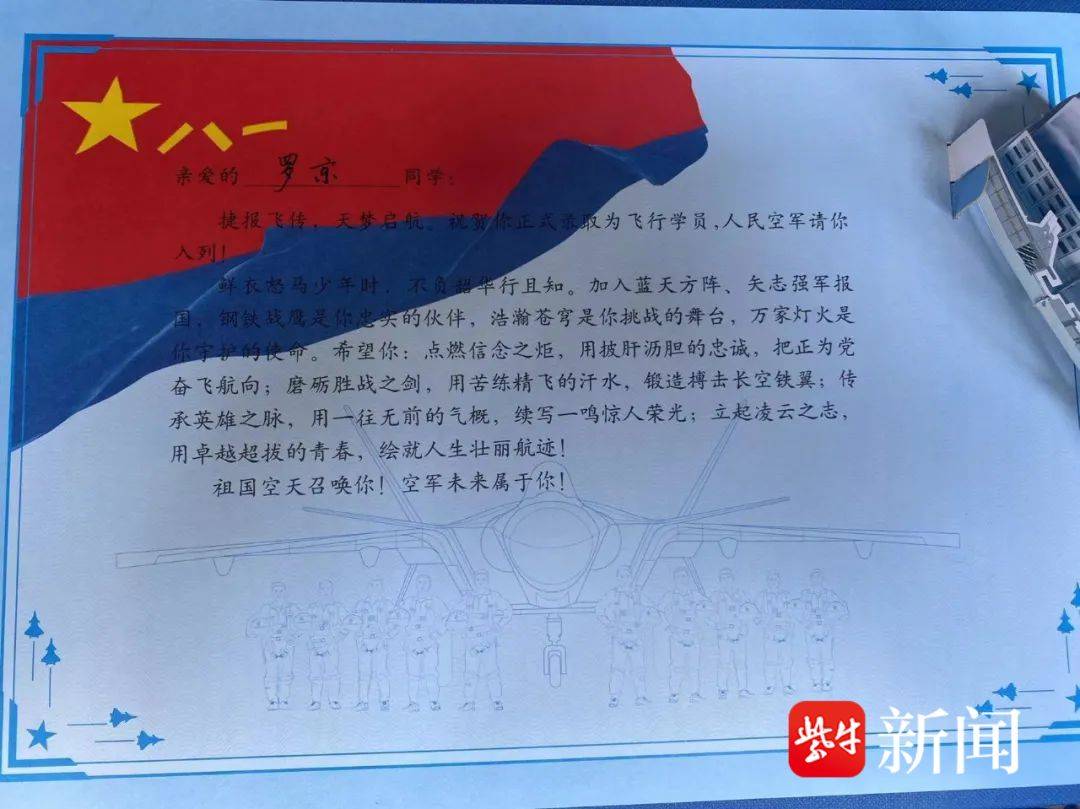 八一
亲爱的 罗京 同学：
捷报飞传，天梦启航。祝贺你正式录取为飞行学员，人民空军请你
入列！
鲜衣怒马少年时，不负韶华行且知。加入蓝天方阵、矢志强军报
国，钢铁战鹰是你忠实的伙伴，浩瀚苍穹是你挑战的舞台，万家灯火是
你守护的使命。希望你：点燃信念之炬，用披肝沥胆的忠诚，把正为党
奋飞航向；磨砺胜战之剑，用苦练精飞的汗水，锻造搏击长空铁翼；传
承英雄之脉，用一往无前的气概，续写一鸣惊人荣光；立起凌云之志，
用卓越超拔的青春，绘就人生壮丽航迹！
祖国空天召唤你！空军未来属于你！
紫牛新闻